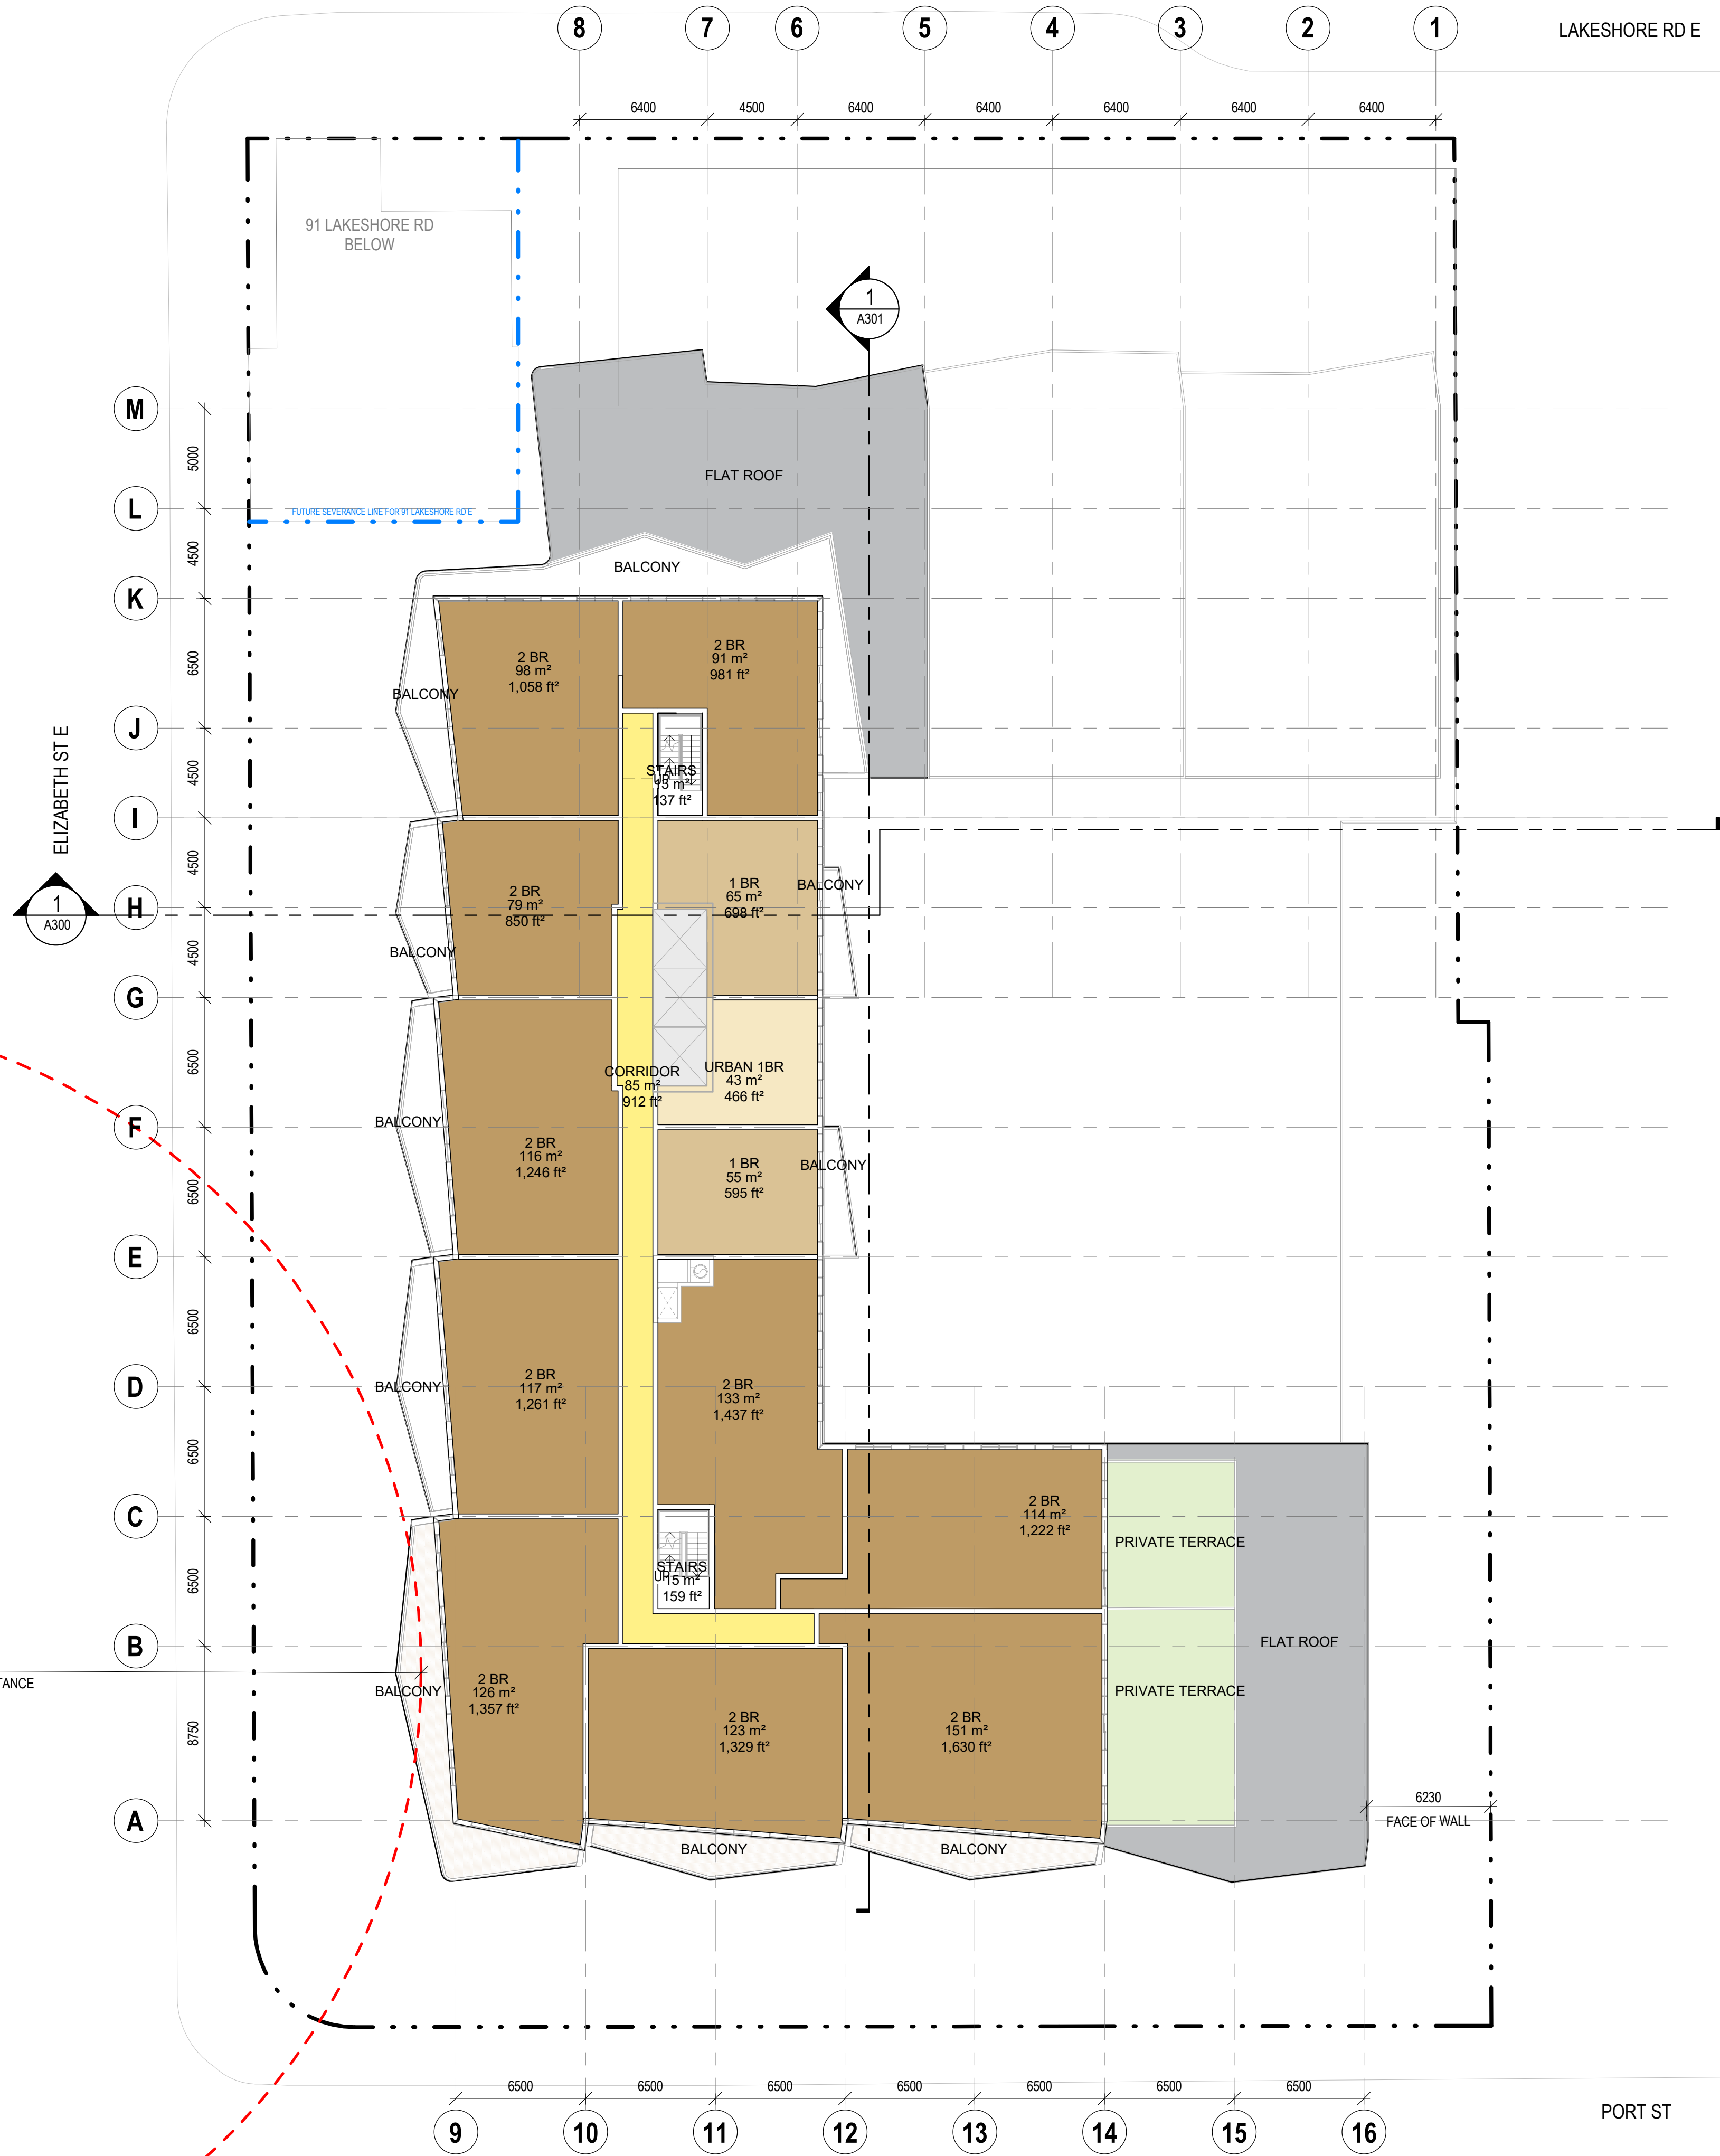 8
7
6
5
4
3
2
1
LAKESHORE RD E
6400
4500
6400
6400
6400
6400
6400
91 LAKESHORE RD
BELOW
1
A301
M
5000
FLAT ROOF
L
FUTURE SEVERANCE LINE FOR 91 LAKESHORE RD E
4500
BALCONY
K
6500
2 BR
98 m²
1,058 ft²
2 BR
91 m²
981 ft²
BALCONY
J
ELIZABETH ST E
4500
STAIRS
UP
13 m²
137 ft²
I
4500
2 BR
79 m²
850 ft²
1 BR
65 m²
698 ft²
BALCONY
1
A300
H
BALCONY
4500
G
6500
CORRIDOR
85 m²
912 ft²
URBAN 1BR
43 m²
466 ft²
BALCONY
F
2 BR
116 m²
1,246 ft²
1 BR
55 m²
595 ft²
BALCONY
6500
E
6500
D
BALCONY
2 BR
117 m²
1,261 ft²
2 BR
133 m²
1,437 ft²
6500
C
2 BR
114 m²
1,222 ft²
PRIVATE TERRACE
6500
STAIRS
UP
15 m²
159 ft²
B
FLAT ROOF
TANCE
BALCONY
2 BR
126 m²
1,357 ft²
PRIVATE TERRACE
8750
2 BR
123 m²
1,329 ft²
2 BR
151 m²
1,630 ft²
6230
FACE OF WALL
A
BALCONY
BALCONY
6500
6500
6500
6500
6500
6500
6500
9
10
11
12
13
14
15
16
PORT ST